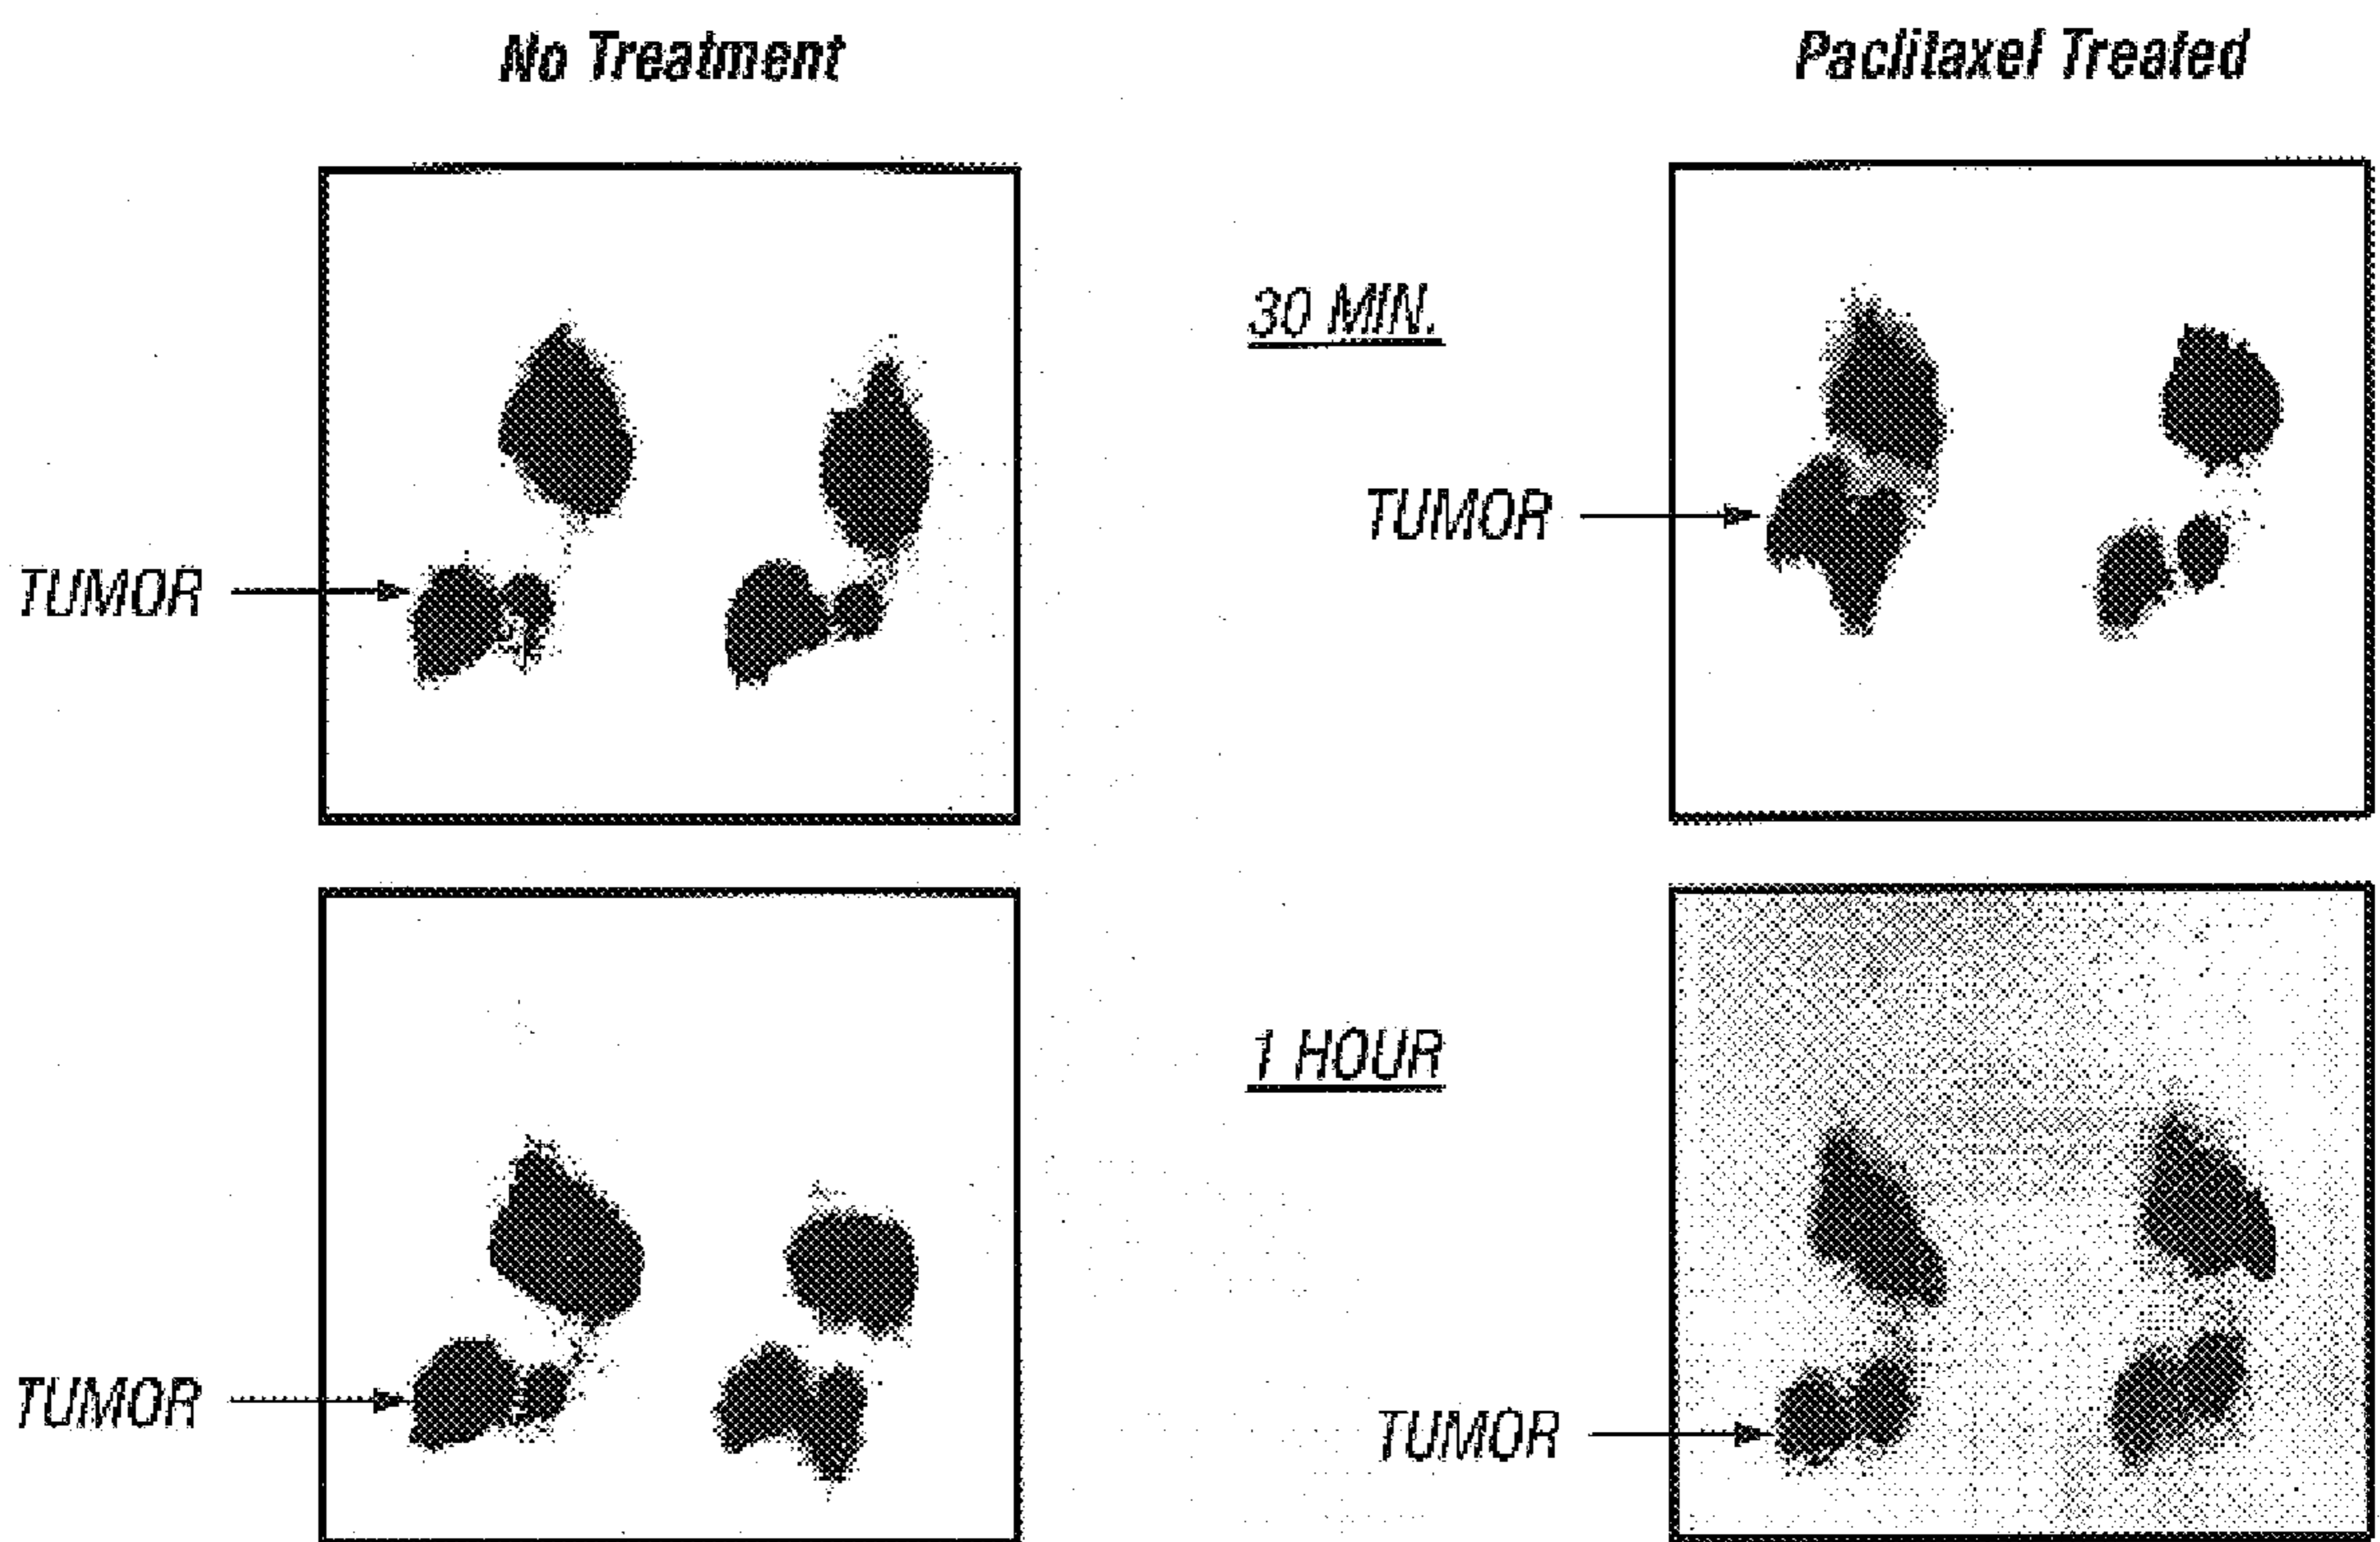 No Treatment
Paclitaxel Treated
30 MIN.
TUMOR
TUMOR
1 HOUR
TUMOR
TUMOR